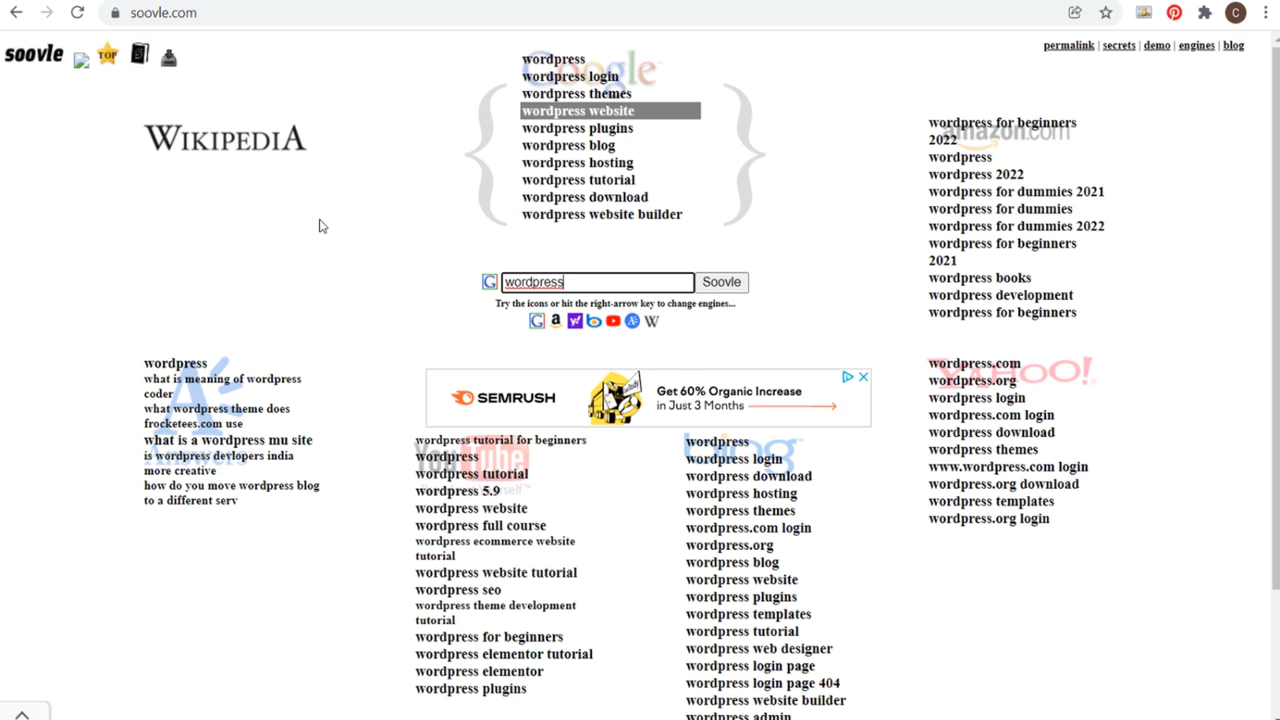 soovle.com
C
soovle
TOP
permalink | secrets | demo | engines | blog
Google
wordpress
wordpress login
wordpress themes
wordpress website
wordpress plugins
wordpress blog
wordpress hosting
wordpress tutorial
wordpress download
wordpress website builder
WIKIPEDIA
amazon.com
wordpress for beginners
2022
wordpress
wordpress 2022
wordpress for dummies 2021
wordpress for dummies
wordpress for dummies 2022
wordpress for beginners
2021
wordpress books
wordpress development
wordpress for beginners
G wordpress Soovle
Try the icons or hit the right-arrow key to change engines...
G a y! b A W
Answers
wordpress
what is meaning of wordpress
coder
what wordpress theme does
frocketees.com use
what is a wordpress mu site
is wordpress devlopers india
more creative
how do you move wordpress blog
to a different serv
SEMRUSH
Get 60% Organic Increase
in Just 3 Months
YouTube
wordpress tutorial for beginners
wordpress
wordpress tutorial
wordpress 5.9
wordpress website
wordpress full course
wordpress ecommerce website
tutorial
wordpress website tutorial
wordpress seo
wordpress theme development
tutorial
wordpress for beginners
wordpress elementor tutorial
wordpress elementor
wordpress plugins
bing
wordpress
wordpress login
wordpress download
wordpress hosting
wordpress themes
wordpress.com login
wordpress.org
wordpress blog
wordpress website
wordpress plugins
wordpress templates
wordpress tutorial
wordpress web designer
wordpress login page
wordpress login page 404
wordpress website builder
wordpress admin
YAHOO!
wordpress.com
wordpress.org
wordpress login
wordpress.com login
wordpress download
wordpress themes
www.wordpress.com login
wordpress.org download
wordpress templates
wordpress.org login